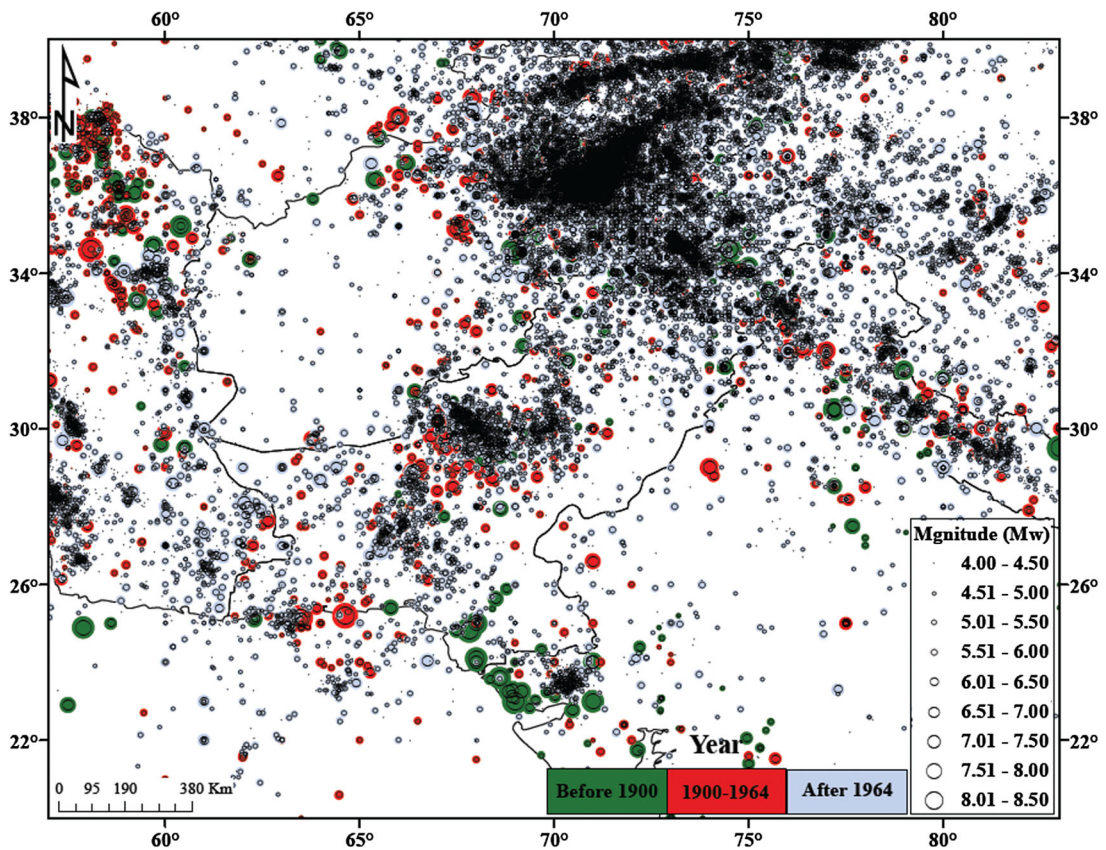 60° 65° 70° 75° 80°
N
38° 38°
34° 34°
30° 30°
26° 26°
22° 22°
Mgnitude (Mw)
4.00 - 4.50
4.51 - 5.00
5.01 - 5.50
5.51 - 6.00
6.01 - 6.50
6.51 - 7.00
7.01 - 7.50
7.51 - 8.00
8.01 - 8.50
Year
Before 1900 1900-1964 After 1964
0 95 190 380 Km
60° 65° 70° 75° 80°